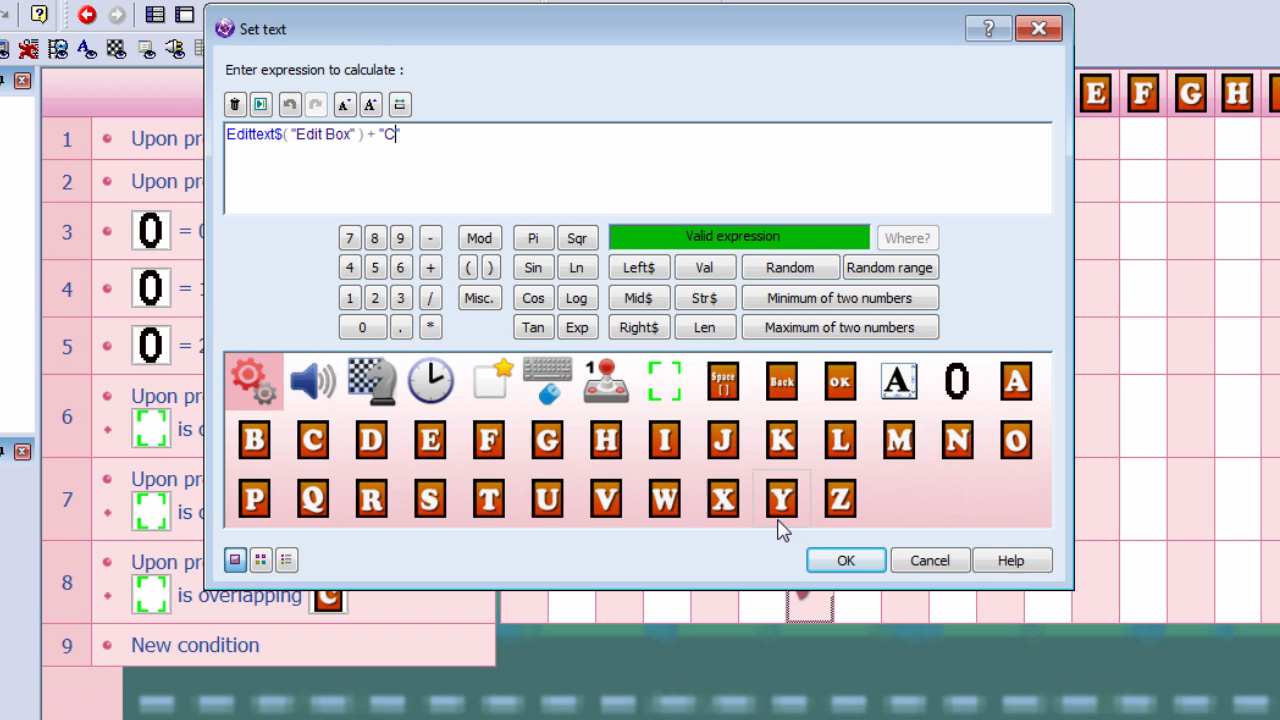 Set text
Enter expression to calculate :
Edittext$( "Edit Box" ) + "C"
7 8 9 - Mod Pi Sqr Valid expression Where?
4 5 6 + ( ) Sin Ln Left$ Val Random Random range
1 2 3 / Misc. Cos Log Mid$ Str$ Minimum of two numbers
0 . * Tan Exp Right$ Len Maximum of two numbers
1 Space [ ] Back OK A 0 A
B C D E F G H I J K L M N O
P Q R S T U V W X Y Z
OK Cancel Help
E F G H
1 Upon pr
2 Upon pr
3 0 = 0
4 0 =
5 0 = 2
6 Upon pr
is o
7 Upon pr
is o
8 Upon pr
is overlapping C
9 New condition